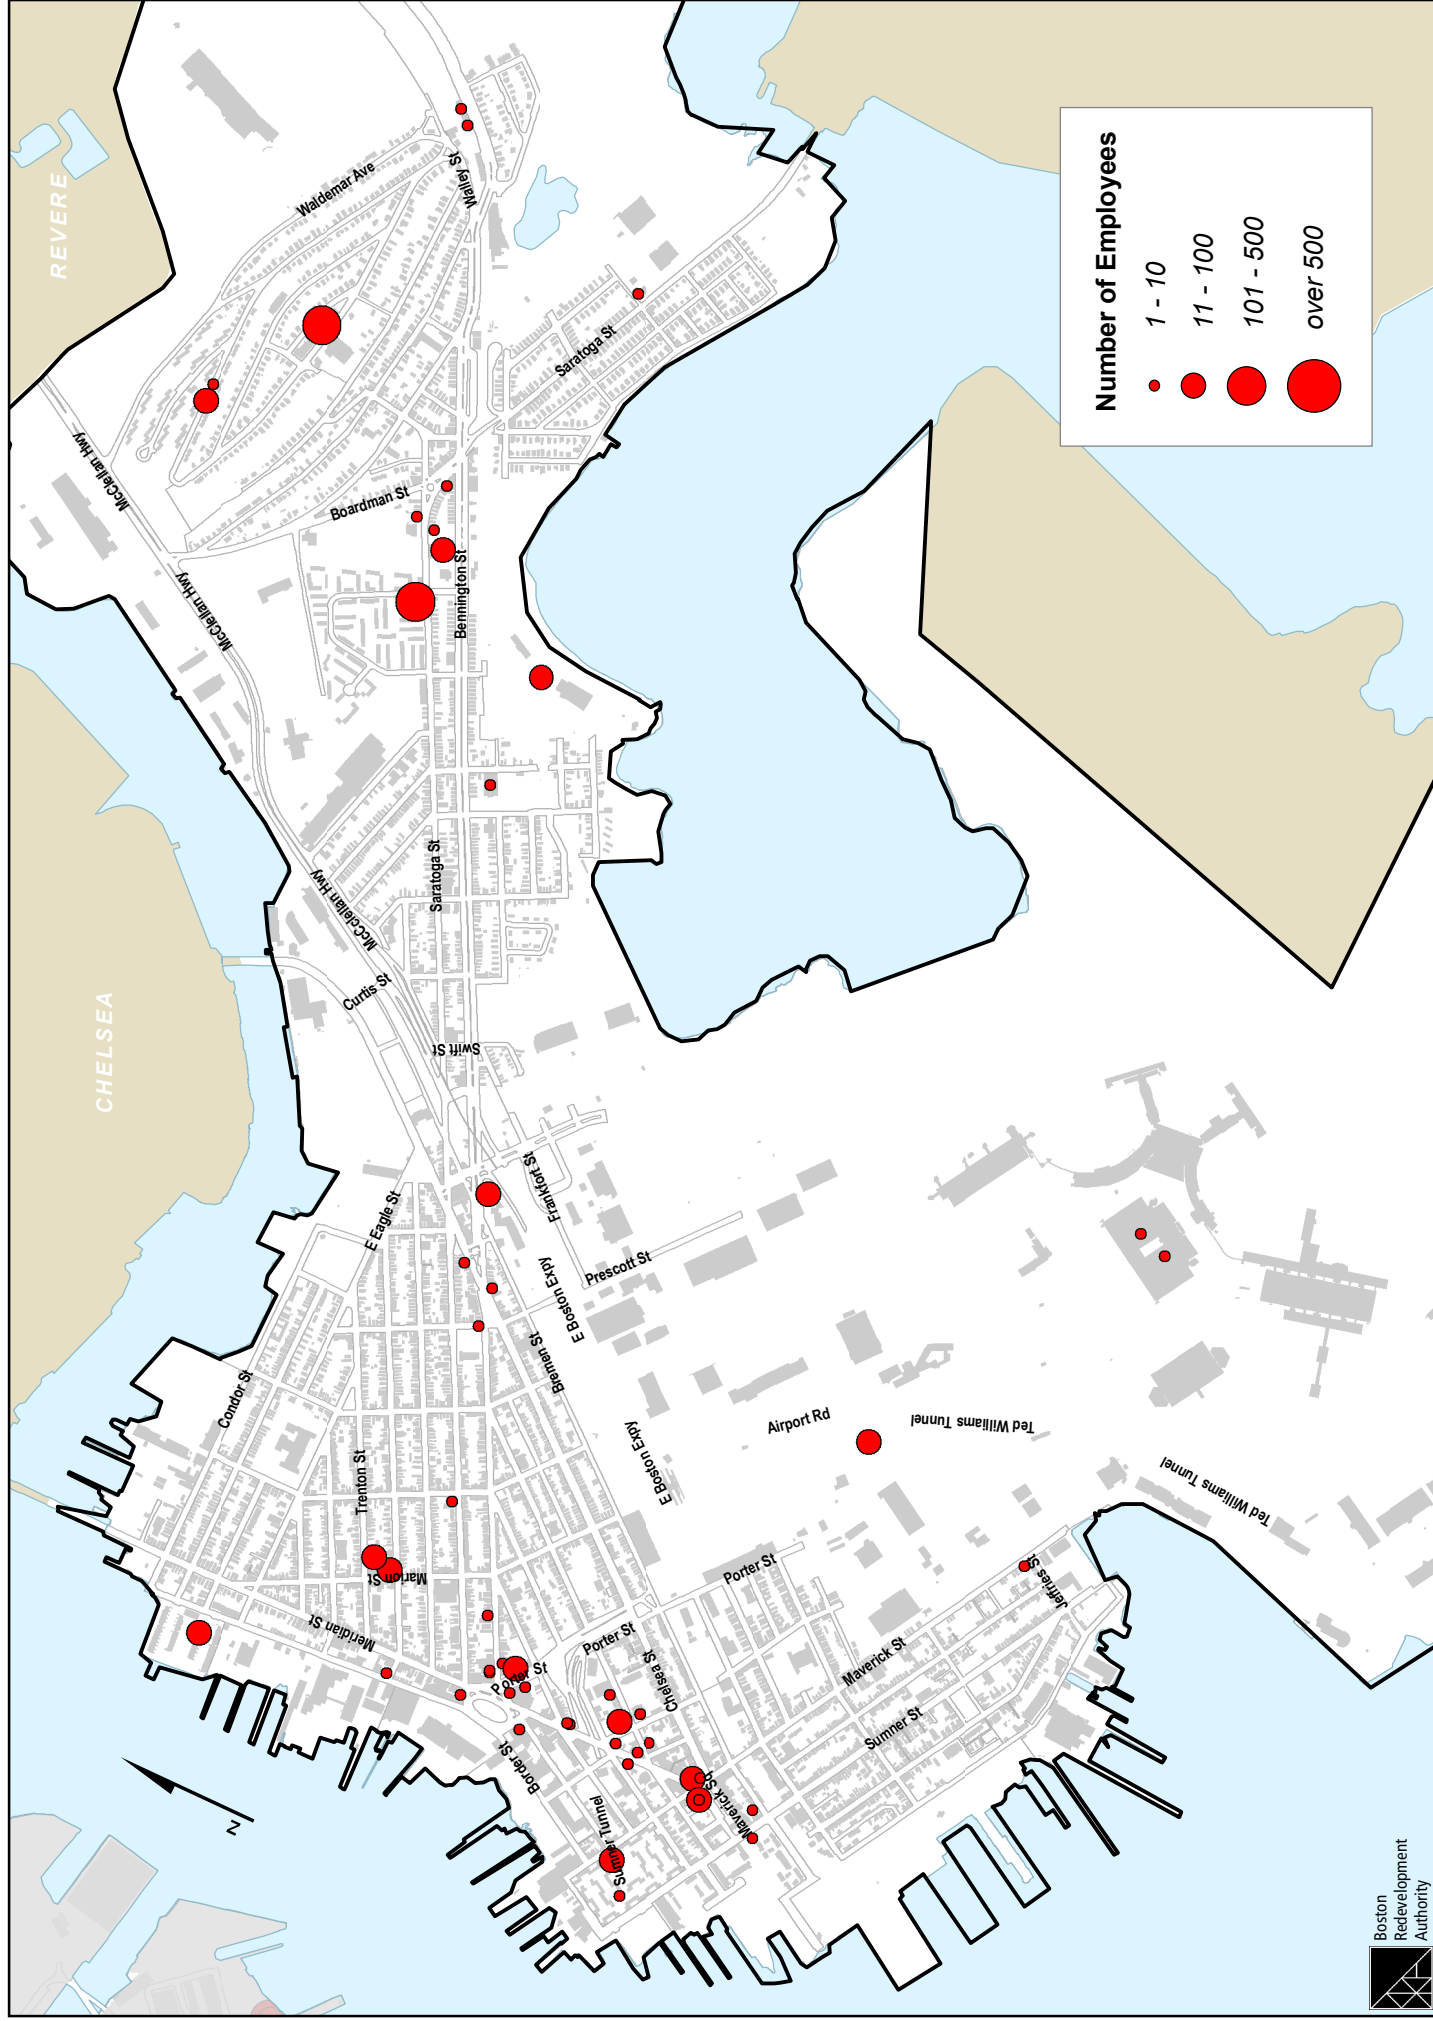 REVERE
CHELSEA
Waldemar Ave
Walley St
McClellan Hwy
Boardman St
Saratoga St
McClellan Hwy
Bennington St
Saratoga St
McCclellan Hwy
Curtis St
Swift St
E Eagle St
Frankfort St
Prescott St
E Boston Expy
Bremen St
Condor St
Trenton St
E Boston Expy
Airport Rd
Ted Williams Tunnel
Ted Williams Tunnel
Marion St
Meridian St
Porter St
Porter St
Porter St
Chelsea St
Maverick St
Jeffries St
Sumner St
Border St
Maverick Sq
Sumner Tunnel
N
Number of Employees
1 - 10
11 - 100
101 - 500
over 500
Boston
Redevelopment
Authority